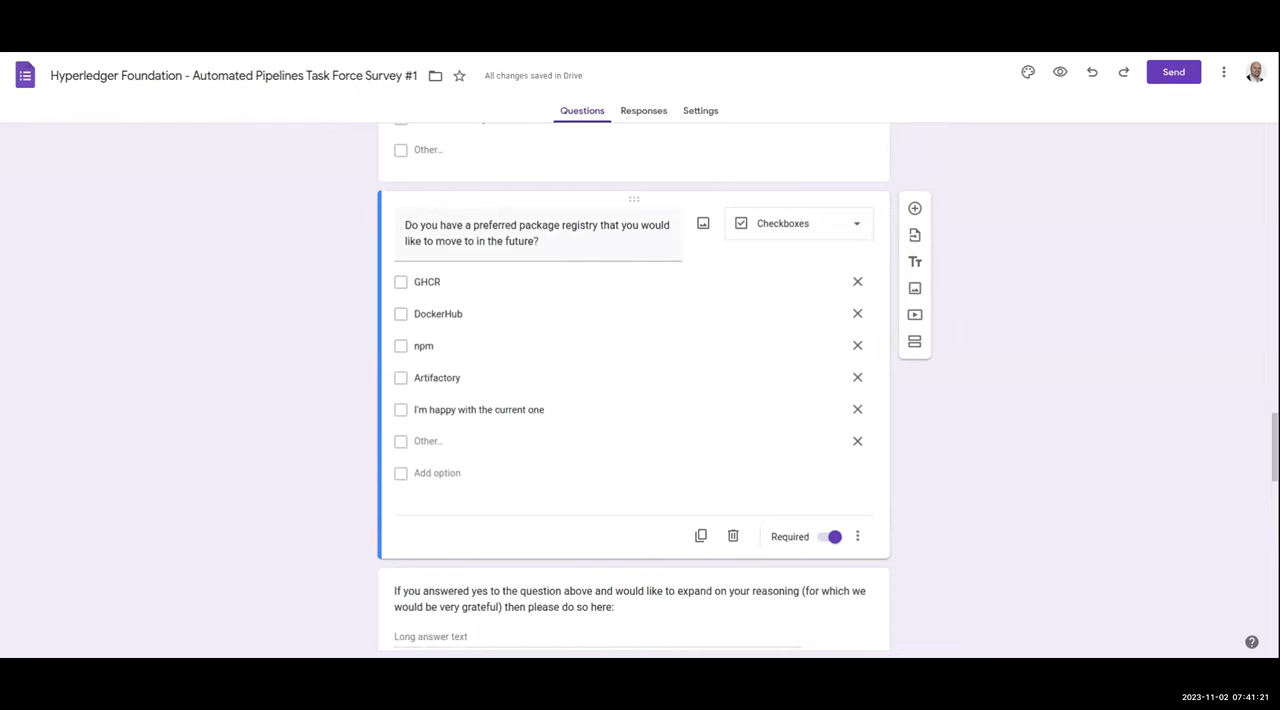 Hyperledger Foundation - Automated Pipelines Task Force Survey #1
All changes saved in Drive
Send
Questions
Responses
Settings
Other...
Do you have a preferred package registry that you would
like to move to in the future?
Checkboxes
GHCR
DockerHub
npm
Artifactory
I'm happy with the current one
Other...
Add option
Required
If you answered yes to the question above and would like to expand on your reasoning (for which we
would be very grateful) then please do so here:
Long answer text
2023-11-02 07:41:21